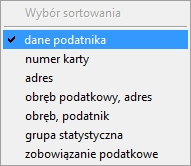 Wybór sortowania
dane podatnika
numer karty
adres
obręb podatkowy, adres
obręb, podatnik
grupa statystyczna
zobowiązanie podatkowe